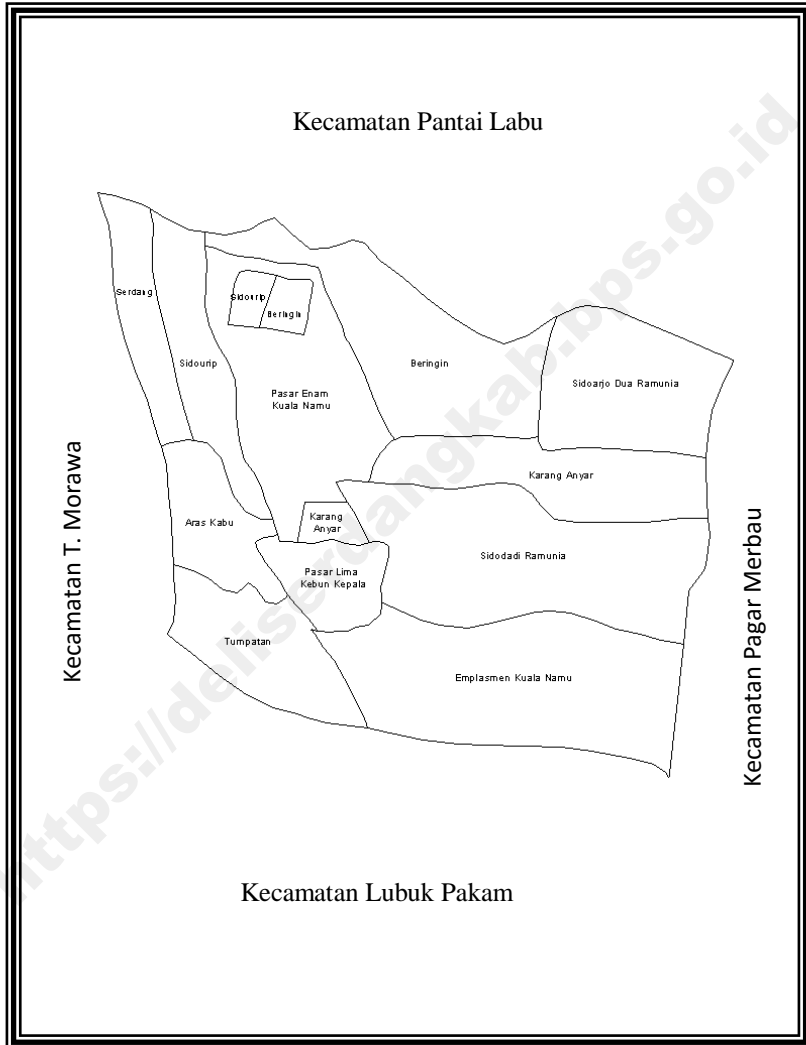 Kecamatan Pantai Labu
Serdang
Sidourip
Beringin
Sidourip
Beringin
Sidoarjo Dua Ramunia
Pasar Enam
Kuala Namu
Karang Anyar
Karang
Anyar
Aras Kabu
Sidodadi Ramunia
Pasar Lima
Kebun Kepala
Tumpatan
Emplasmen Kuala Namu
Kecamatan T. Morawa
Kecamatan Pagar Merbau
Kecamatan Lubuk Pakam
https://deliserdangkab.bps.go.id